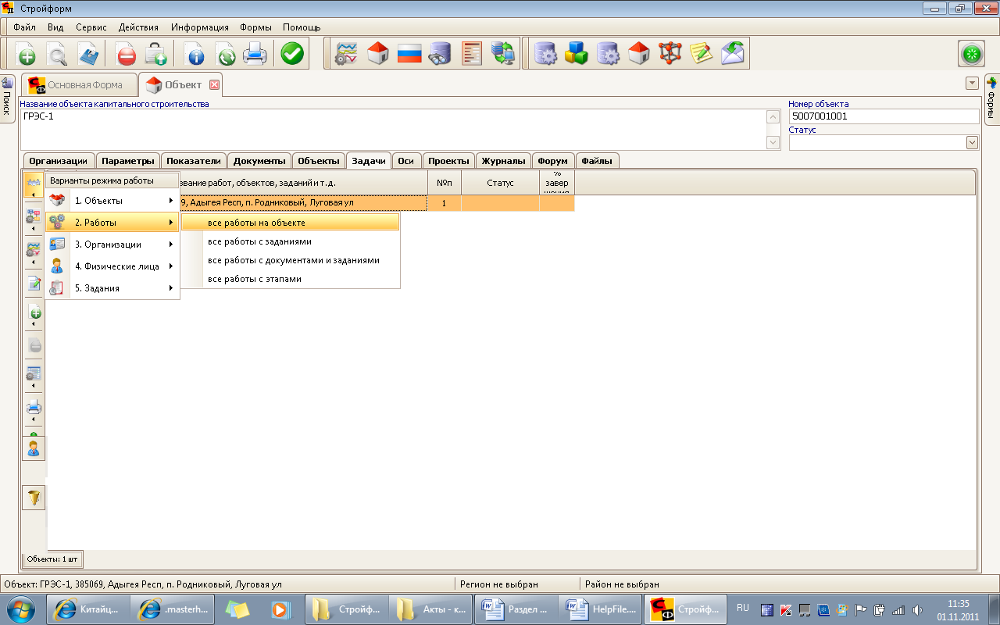 Стройформ
Файл Вид Сервис Действия Информация Формы Помощь
Основная Форма Объект
Поиск
Формы
Название объекта капитального строительства
ГРЭС-1
Номер объекта
5007001001
Статус
Организации Параметры Показатели Документы Объекты Задачи Оси Проекты Журналы Форум Файлы
звание работ, объектов, заданий и т.д. №п Статус % завер
9, Адыгея Респ, п. Родниковый, Луговая ул 1
Варианты режима работы
1. Объекты
2. Работы
3. Организации
4. Физические лица
5. Задания
все работы на объекте
все работы с заданиями
все работы с документами и заданиями
все работы с этапами
Объекты: 1 шт
Объект: ГРЭС-1, 385069, Адыгея Респ, п. Родниковый, Луговая ул Регион не выбран Район не выбран
Китайц... .masterh... Стройф... Акты - к... Раздел ... HelpFile.... Стройф... RU
11:35
01.11.2011